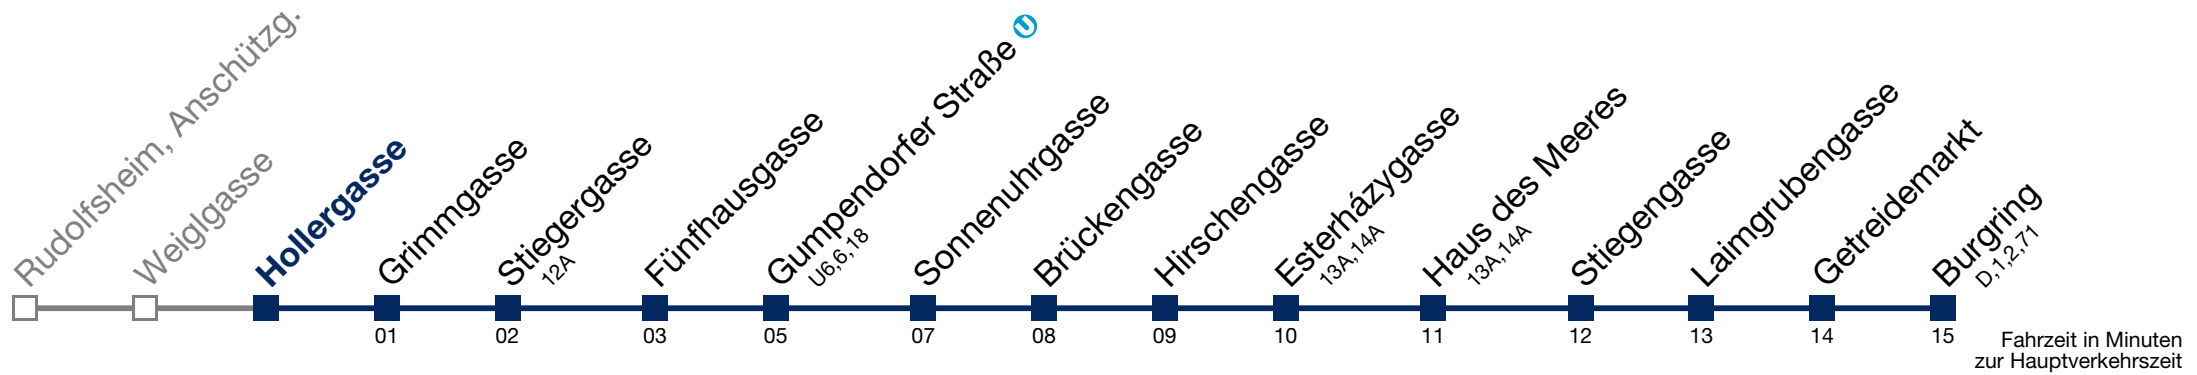 Rudolfsheim, Anschützg.
Weiglgasse
Hollergasse
Grimmgasse
Stiegergasse
12A
Fünfhausgasse
Gumpendorfer Straße U
U6,6,18
Sonnenuhrgasse
Brückengasse
Hirschengasse
Esterházygasse
13A,14A
Haus des Meeres
13A,14A
Stiegengasse
Laimgrubengasse
Getreidemarkt
Burgring
D,1,2,71
01
02
03
05
07
08
09
10
11
12
13
14
15
Fahrzeit in Minuten
zur Hauptverkehrszeit